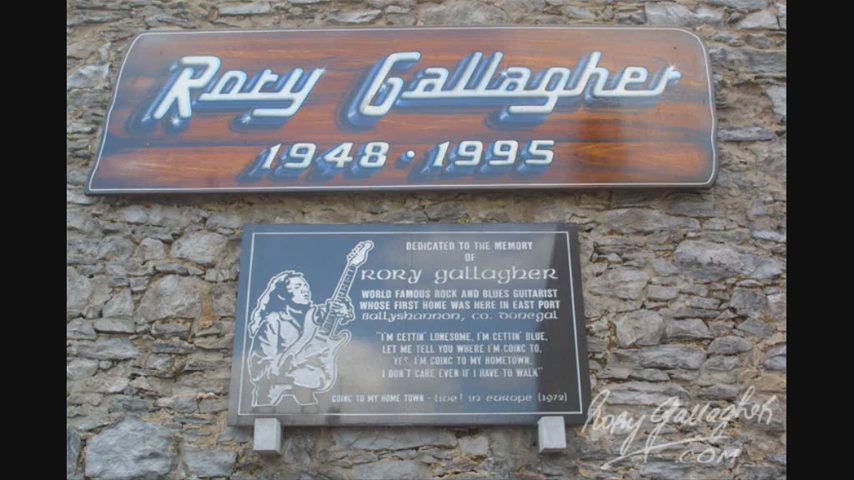 Rory Gallagher
1948 · 1995
DEDICATED TO THE MEMORY
OF
RORY GALLAGHER
WORLD FAMOUS ROCK AND BLUES GUITARIST
WHOSE FIRST HOME WAS HERE IN EAST PORT
BALLYSHANNON, CO. DONEGAL
"I'M GETTIN' LONESOME, I'M GETTIN' BLUE,
LET ME TELL YOU WHERE I'M GOING TO,
YES, I'M GOING TO MY HOMETOWN,
I DON'T CARE EVEN IF I HAVE TO WALK"
GOING TO MY HOME TOWN - LIVE! IN EUROPE (1972)
Rory Gallagher
.COM